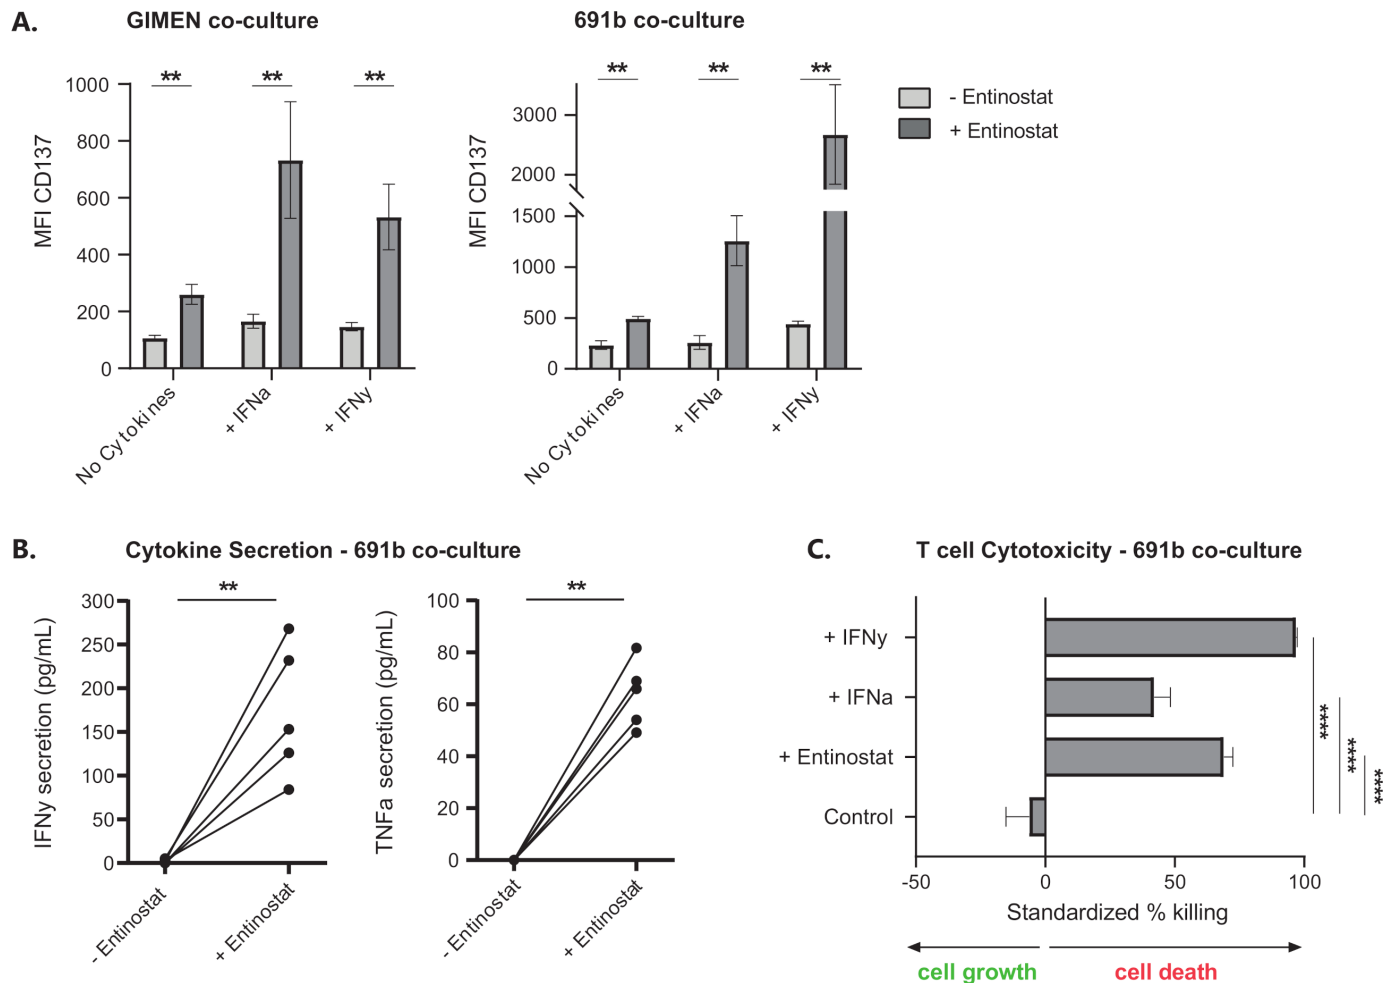 A.
GIMEN co-culture
MFI CD137
1000
800
600
400
200
0
**
**
**
No Cytokines
+ IFNa
+ IFNy
691b co-culture
MFI CD137
3000
2000
1500
1000
500
0
**
**
**
No Cytokines
+ IFNa
+ IFNy
- Entinostat
+ Entinostat
B.
Cytokine Secretion - 691b co-culture
IFNy secretion (pg/mL)
300
250
200
150
100
50
0
**
- Entinostat
+ Entinostat
TNFa secretion (pg/mL)
100
80
60
40
20
0
**
- Entinostat
+ Entinostat
C.
T cell Cytotoxicity - 691b co-culture
+ IFNy
+ IFNa
+ Entinostat
Control
****
****
****
-50
0
50
100
Standardized % killing
cell growth
cell death